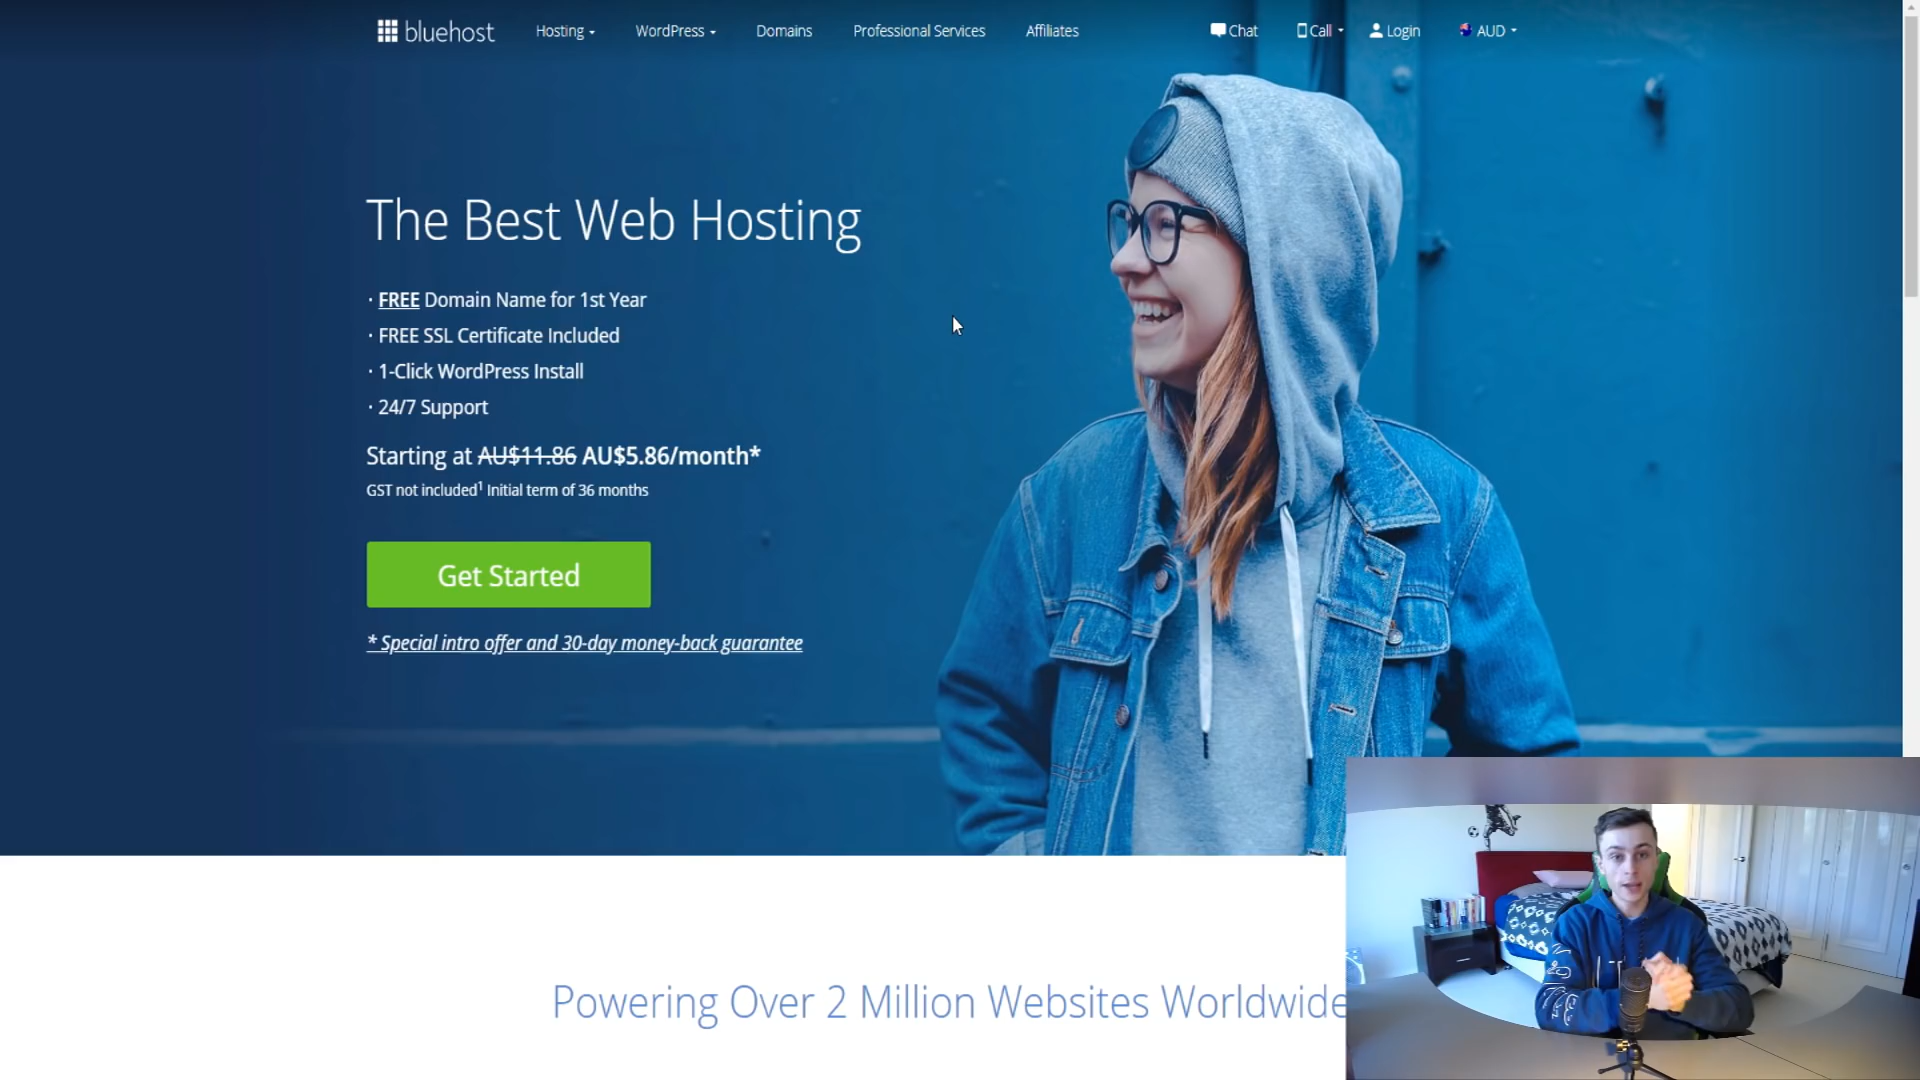 bluehost
Hosting
WordPress
Domains
Professional Services
Affiliates
Chat
Call
Login
AUD
The Best Web Hosting
· FREE Domain Name for 1st Year
· FREE SSL Certificate Included
· 1-Click WordPress Install
· 24/7 Support
Starting at AU$11.86 AU$5.86/month*
GST not included¹ Initial term of 36 months
Get Started
* Special intro offer and 30-day money-back guarantee
Powering Over 2 Million Websites Worldwide